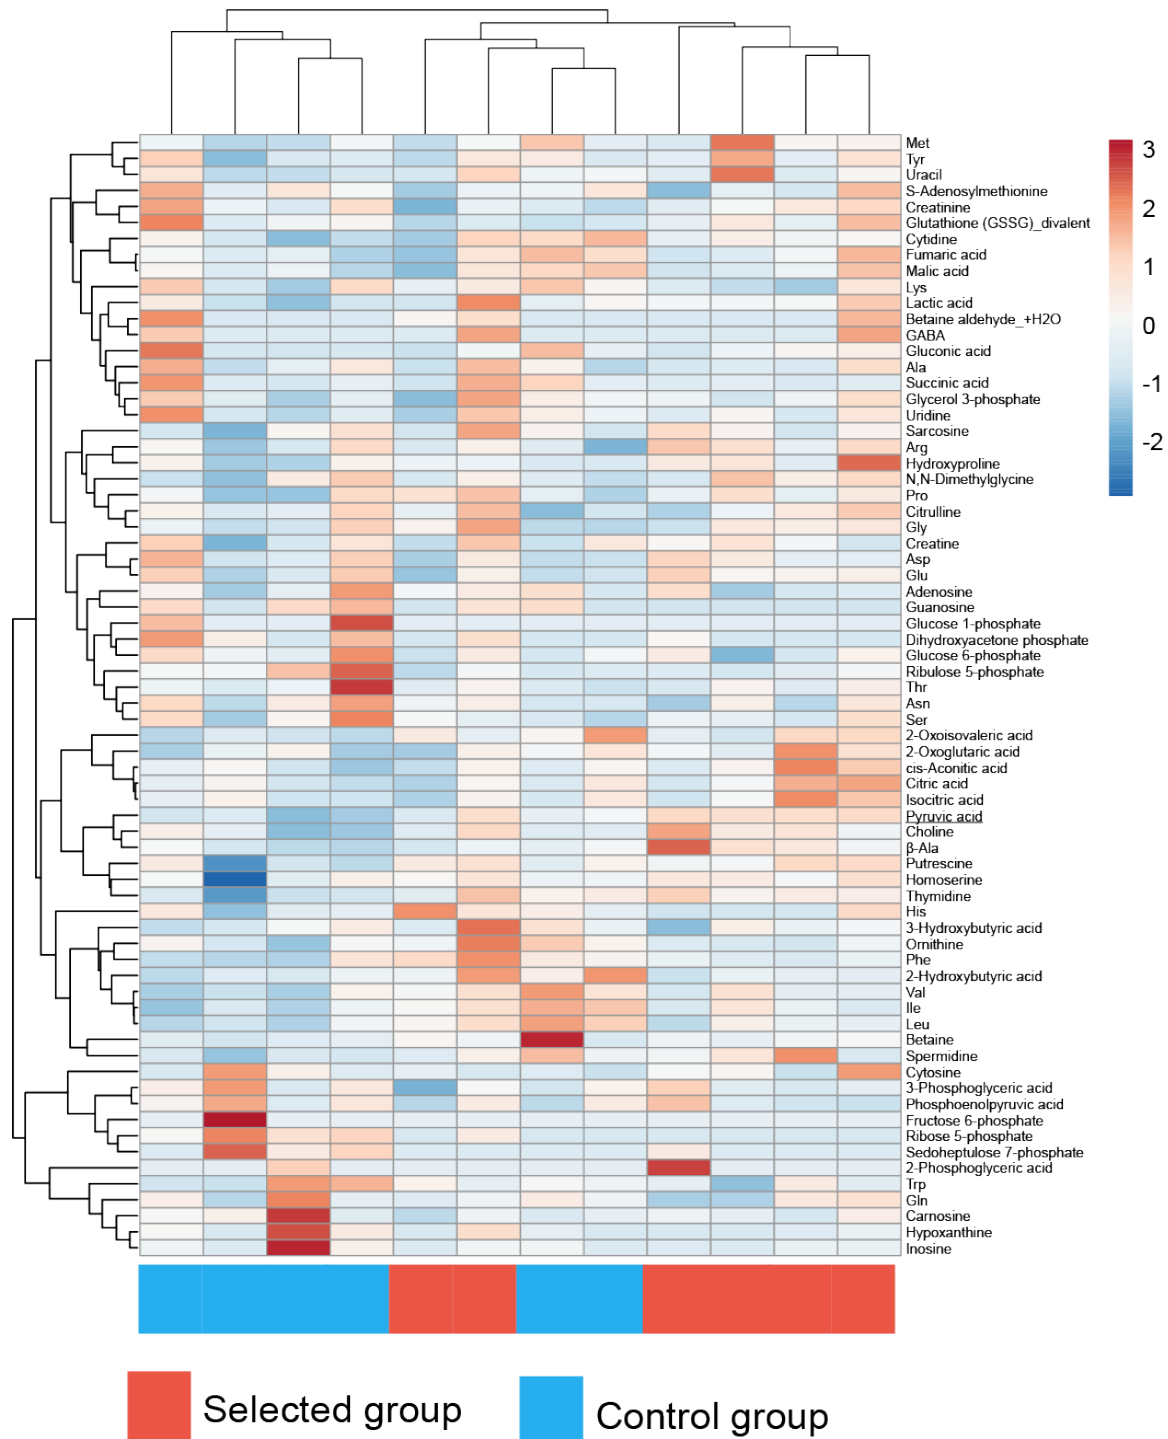 Met
Tyr
Uracil
S-Adenosylmethionine
Creatinine
Glutathione (GSSG)_divalent
Cytidine
Fumaric acid
Malic acid
Lys
Lactic acid
Betaine aldehyde_+H2O
GABA
Gluconic acid
Ala
Succinic acid
Glycerol 3-phosphate
Uridine
Sarcosine
Arg
Hydroxyproline
N,N-Dimethylglycine
Pro
Citrulline
Gly
Creatine
Asp
Glu
Adenosine
Guanosine
Glucose 1-phosphate
Dihydroxyacetone phosphate
Glucose 6-phosphate
Ribulose 5-phosphate
Thr
Asn
Ser
2-Oxoisovaleric acid
2-Oxoglutaric acid
cis-Aconitic acid
Citric acid
Isocitric acid
Pyruvic acid
Choline
β-Ala
Putrescine
Homoserine
Thymidine
His
3-Hydroxybutyric acid
Ornithine
Phe
2-Hydroxybutyric acid
Val
Ile
Leu
Betaine
Spermidine
Cytosine
3-Phosphoglyceric acid
Phosphoenolpyruvic acid
Fructose 6-phosphate
Ribose 5-phosphate
Sedoheptulose 7-phosphate
2-Phosphoglyceric acid
Trp
Gln
Carnosine
Hypoxanthine
Inosine
3
2
1
0
-1
-2
Selected group
Control group